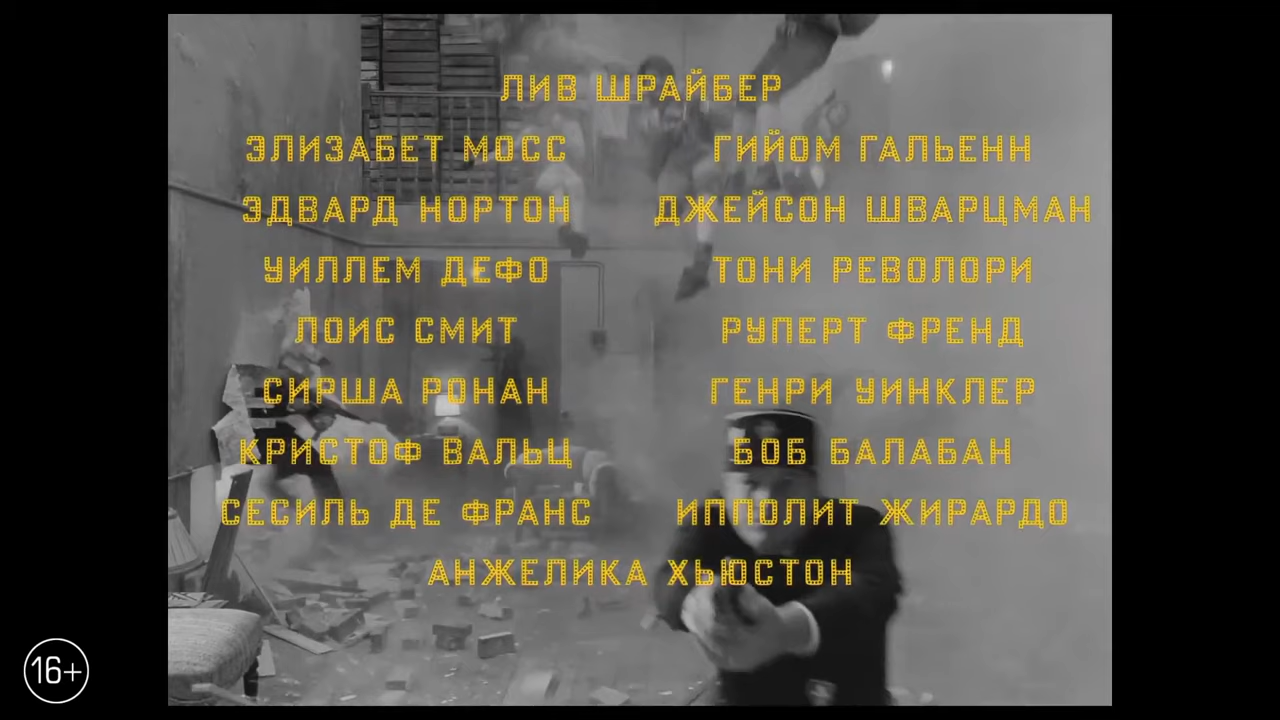 ЛИВ ШРАЙБЕР
ЭЛИЗАБЕТ МОСС ГИЙОМ ГАЛЬЕНН
ЭДВАРД НОРТОН ДЖЕЙСОН ШВАРЦМАН
УИЛЛЕМ ДЕФО ТОНИ РЕВОЛОРИ
ЛОИС СМИТ РУПЕРТ ФРЕНД
СИРША РОНАН ГЕНРИ УИНКЛЕР
КРИСТОФ ВАЛЬЦ БОБ БАЛАБАН
СЕСИЛЬ ДЕ ФРАНС ИППОЛИТ ЖИРАРДО
АНЖЕЛИКА ХЬЮСТОН
16+